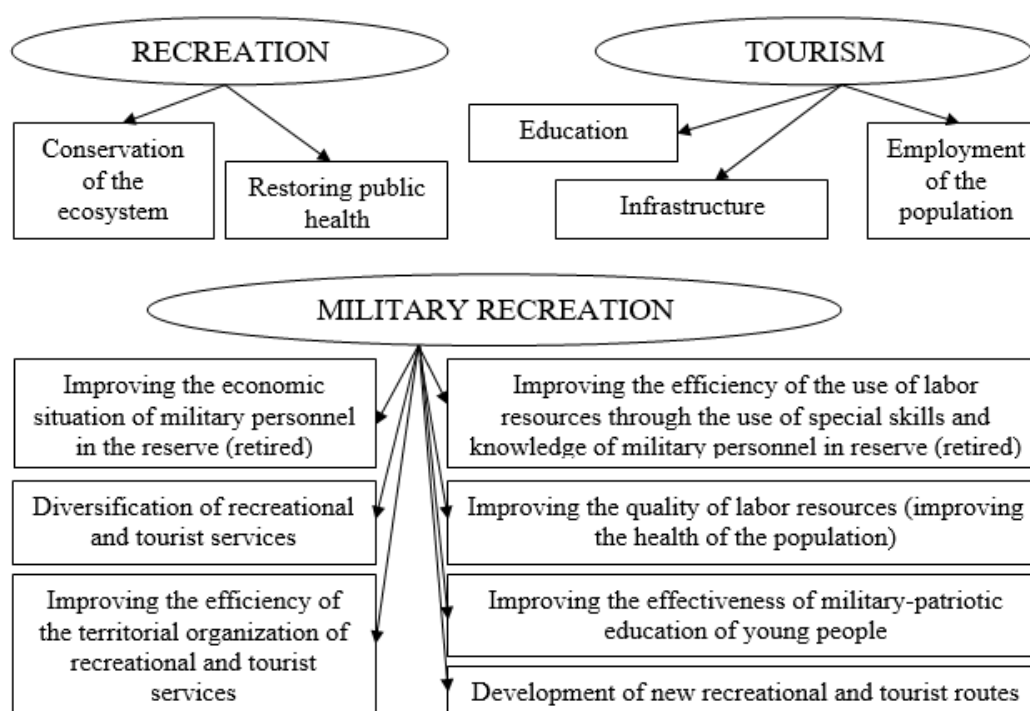 RECREATION
TOURISM
Conservation
of the
ecosystem
Restoring public
health
Education
Infrastructure
Employment
of the
population
MILITARY RECREATION
Improving the economic
situation of military personnel
in the reserve (retired)
Improving the efficiency of the use of labor
resources through the use of special skills and
knowledge of military personnel in reserve (retired)
Diversification of recreational
and tourist services
Improving the quality of labor resources (improving
the health of the population)
Improving the efficiency of
the territorial organization of
recreational and tourist
services
Improving the effectiveness of military-patriotic
education of young people
Development of new recreational and tourist routes